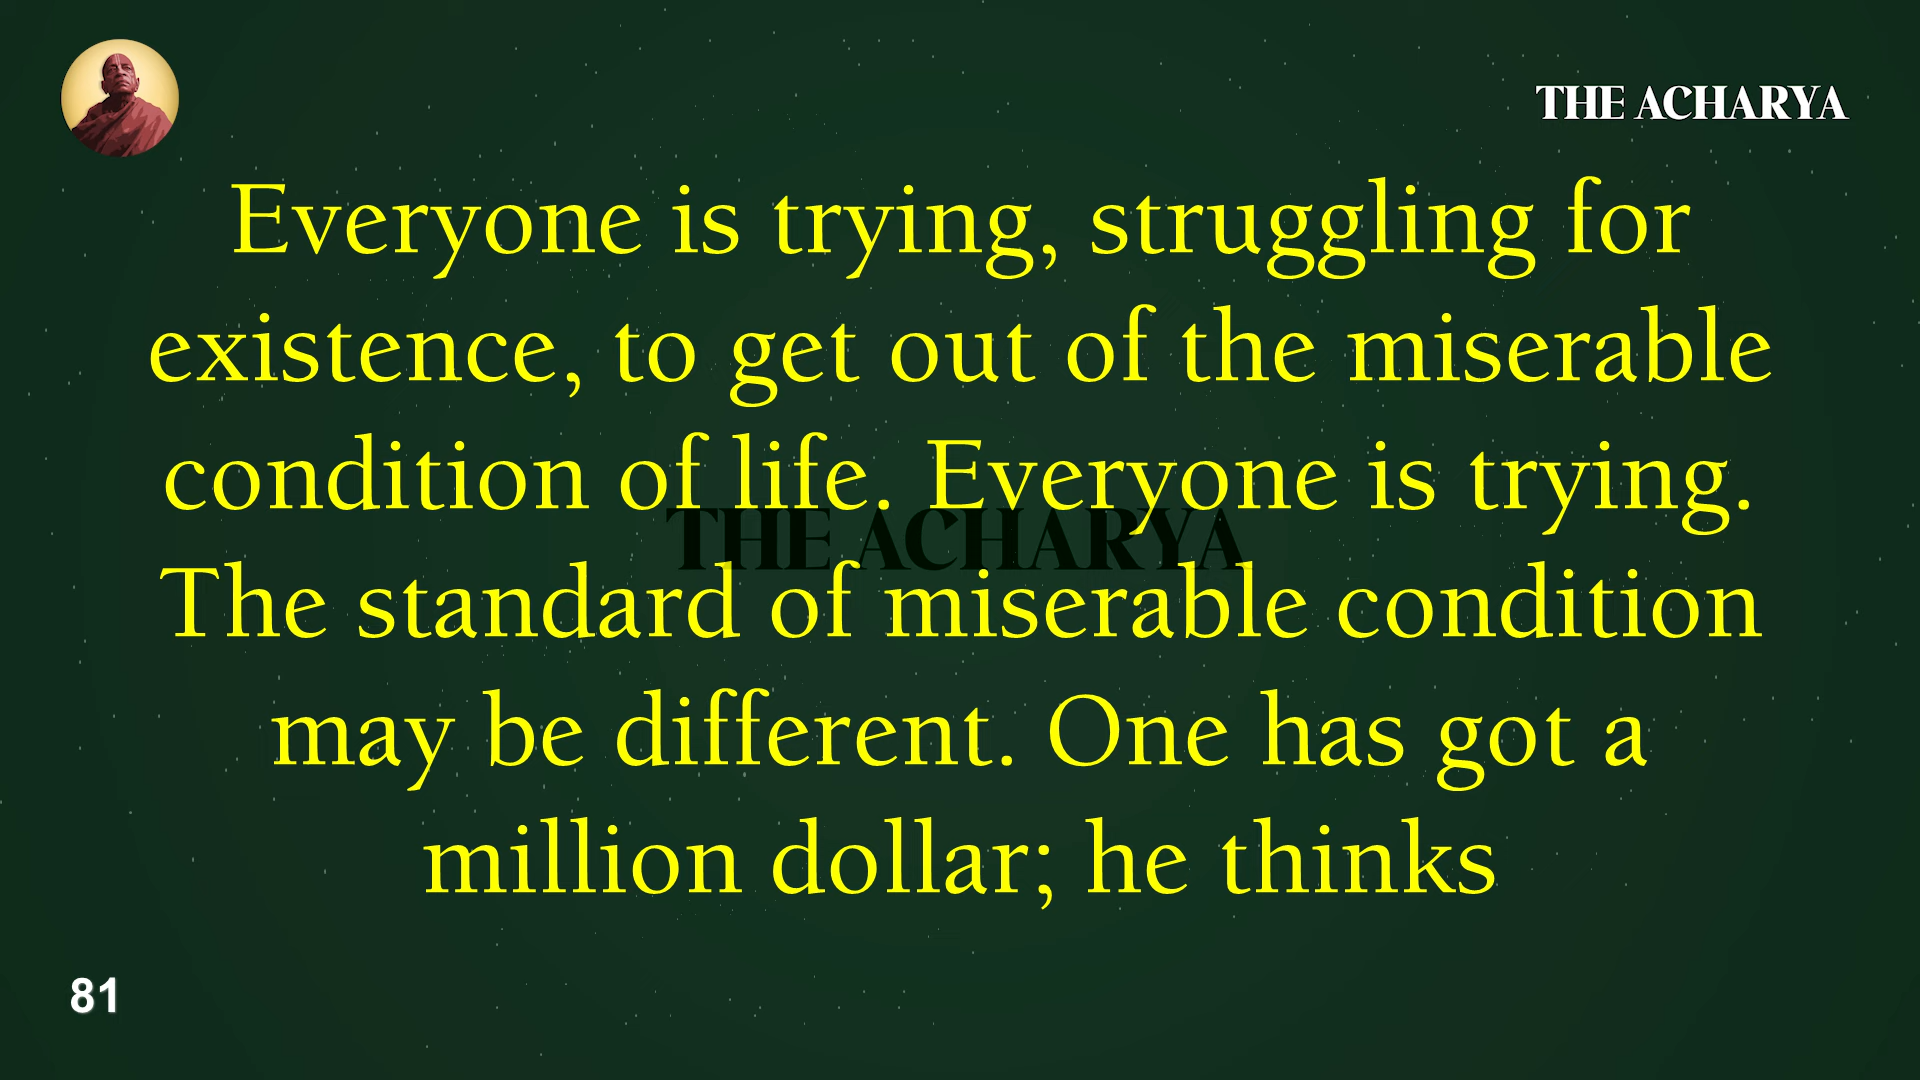 THE ACHARYA
Everyone is trying, struggling for
existence, to get out of the miserable
condition of life. Everyone is trying.
THE ACHARYA
The standard of miserable condition
may be different. One has got a
million dollar; he thinks
81